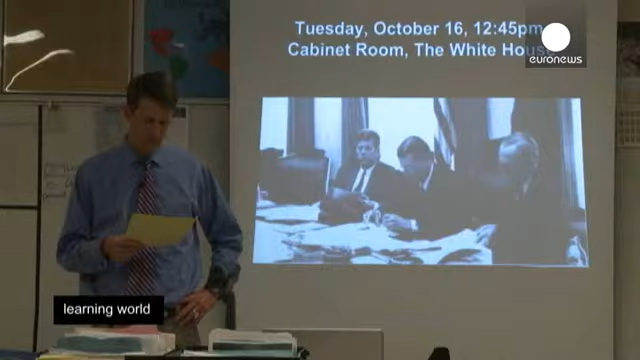 Tuesday, October 16, 12:45pm
Cabinet Room, The White House
euronews
learning world